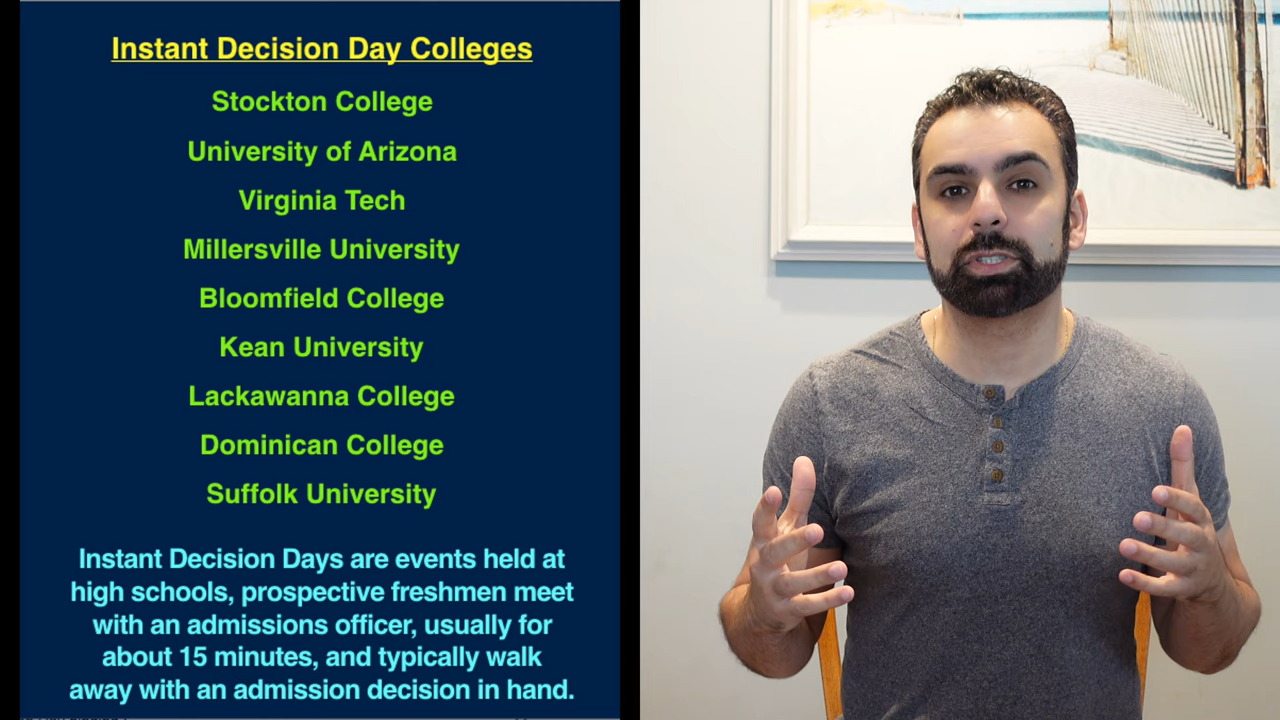 Instant Decision Day Colleges
Stockton College
University of Arizona
Virginia Tech
Millersville University
Bloomfield College
Kean University
Lackawanna College
Dominican College
Suffolk University
Instant Decision Days are events held at
high schools, prospective freshmen meet
with an admissions officer, usually for
about 15 minutes, and typically walk
away with an admission decision in hand.